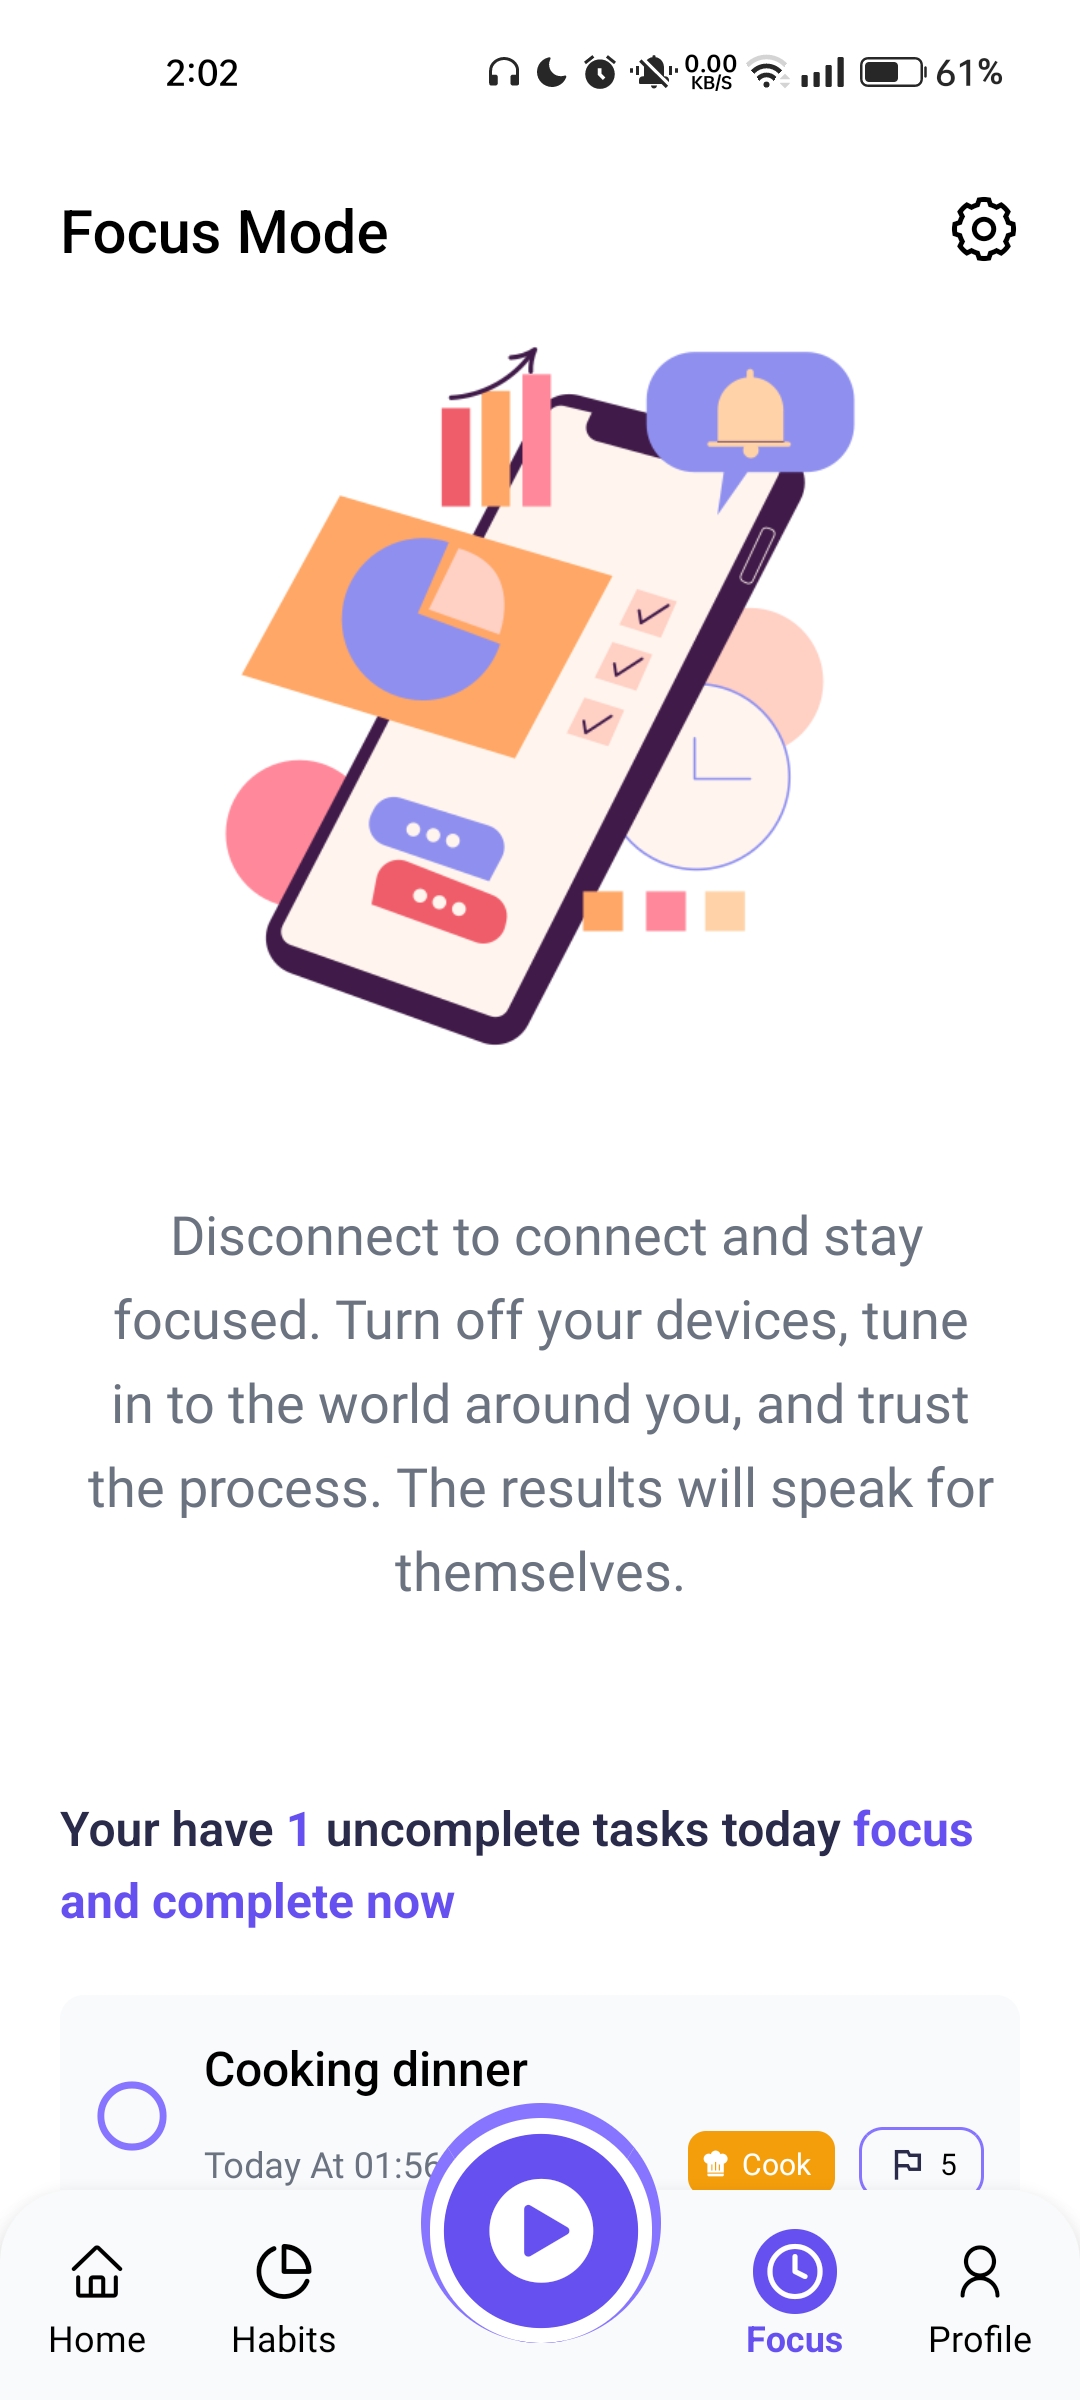 2:02
0.00
KB/S
61%
Focus Mode
Disconnect to connect and stay
focused. Turn off your devices, tune
in to the world around you, and trust
the process. The results will speak for
themselves.
Your have 1 uncomplete tasks today focus
and complete now
Cooking dinner
Today At 01:56
Cook
5
Home
Habits
Focus
Profile